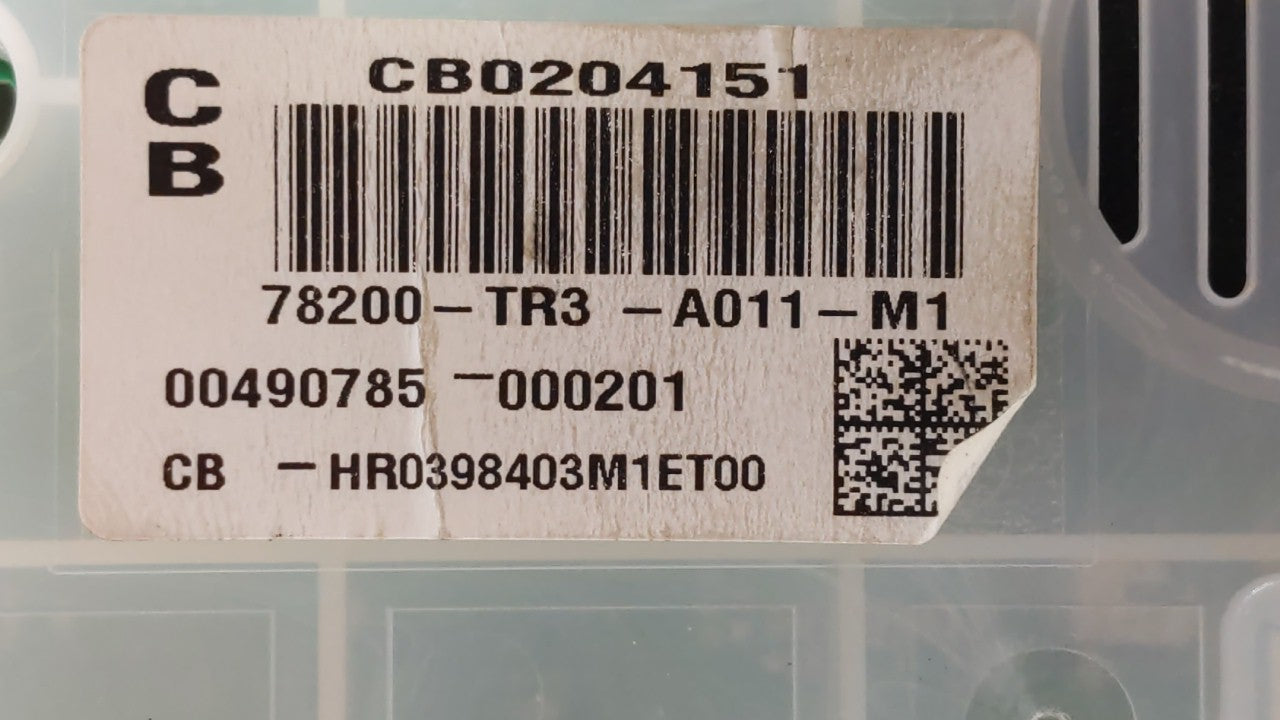 C
B
CB0204151
78200-TR3 -A011-M1
00490785 -000201
CB -HR0398403M1ET00